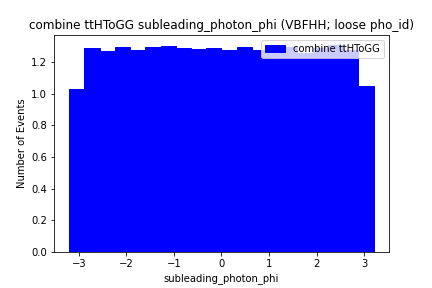 combine ttHToGG subleading_photon_phi (VBFHH; loose pho_id)
combine ttHToGG
Number of Events
1.2
1.0
0.8
0.6
0.4
0.2
0.0
−3 −2 −1 0 1 2 3
subleading_photon_phi